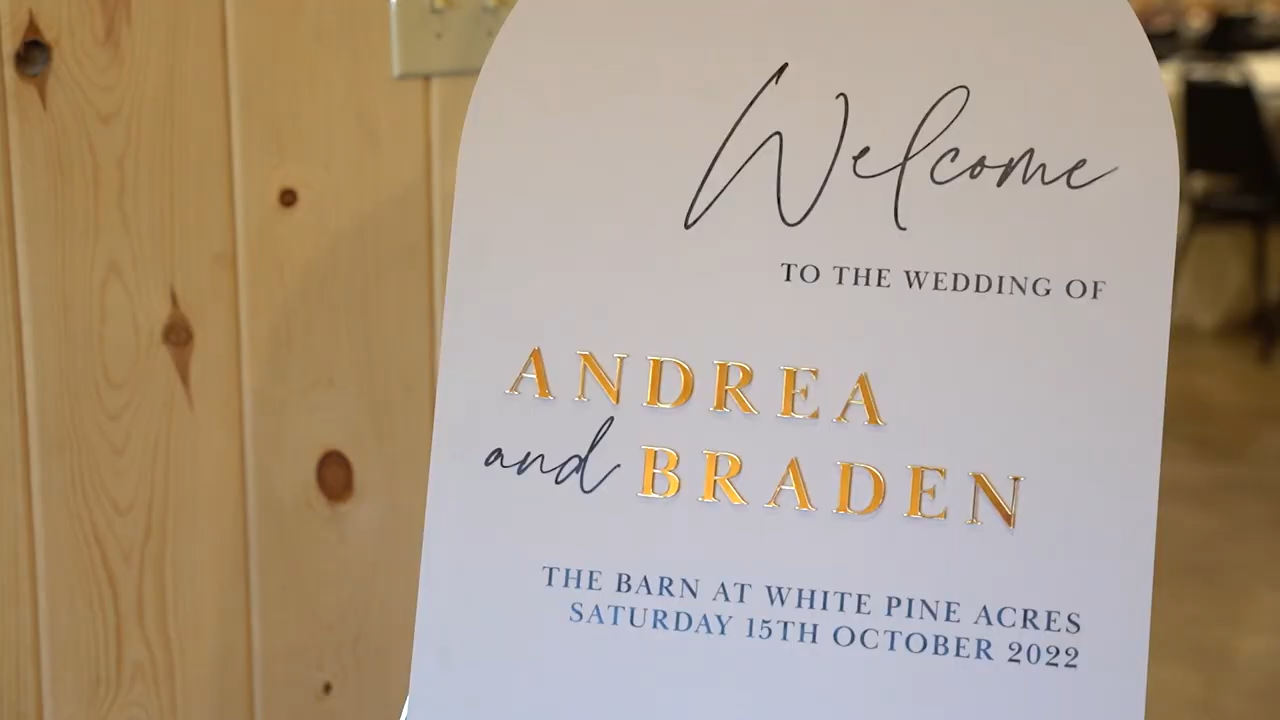 Welcome
TO THE WEDDING OF
ANDREA
and BRADEN
THE BARN AT WHITE PINE ACRES
SATURDAY 15TH OCTOBER 2022